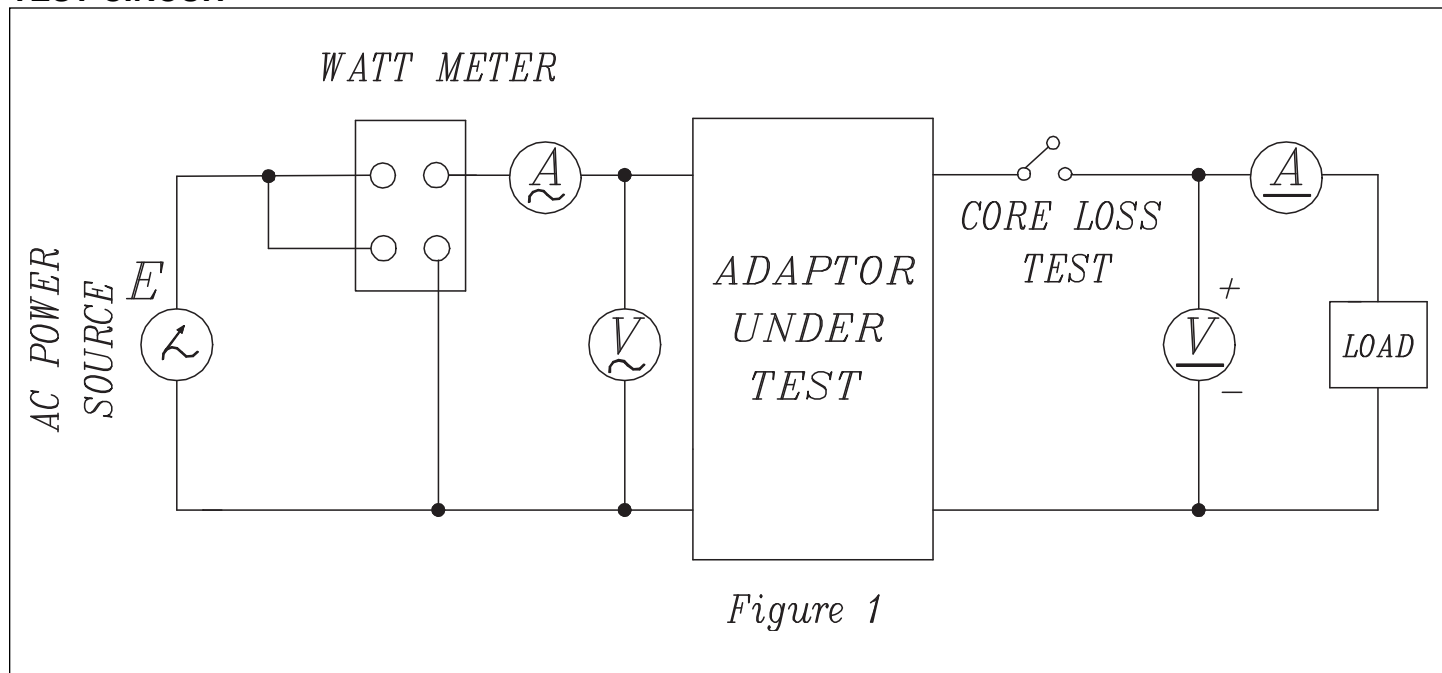 WATT METER
AC POWER
SOURCE
E
A
V
ADAPTOR
UNDER
TEST
CORE LOSS
TEST
A
+
V
-
LOAD
Figure 1